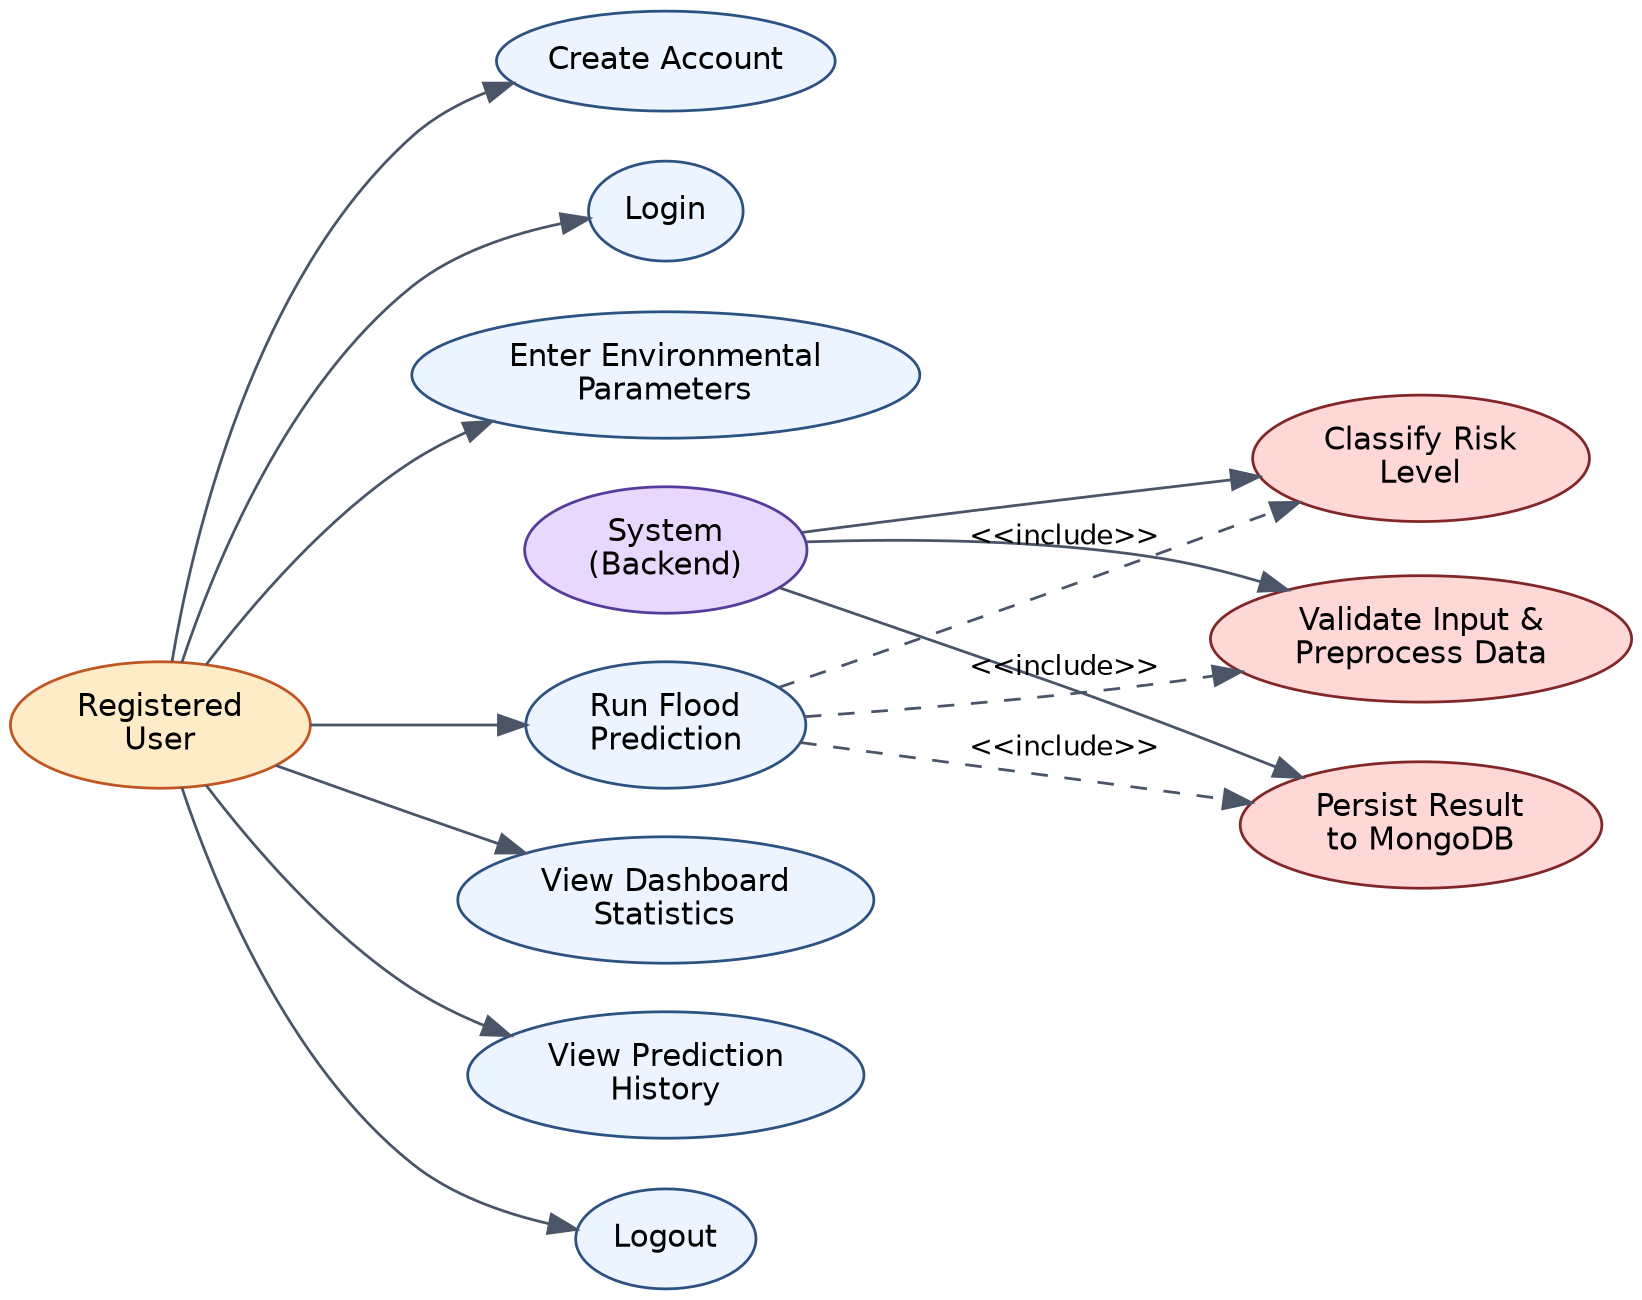 Create Account
Login
Enter Environmental
Parameters
System
(Backend)
Registered
User
Run Flood
Prediction
View Dashboard
Statistics
View Prediction
History
Logout
<<include>>
<<include>>
<<include>>
Classify Risk
Level
Validate Input &
Preprocess Data
Persist Result
to MongoDB